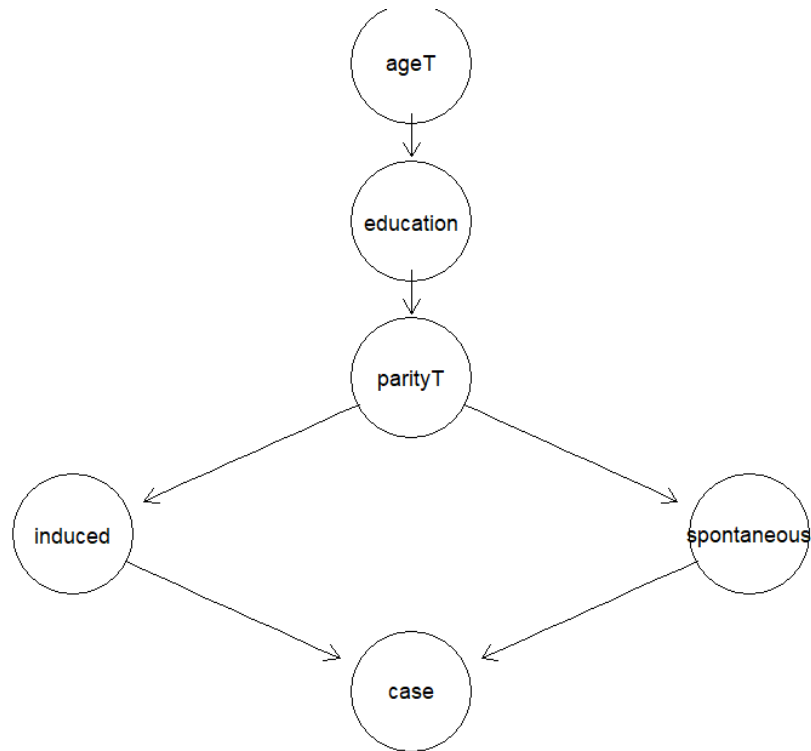 ageT
education
parityT
induced
spontaneous
case